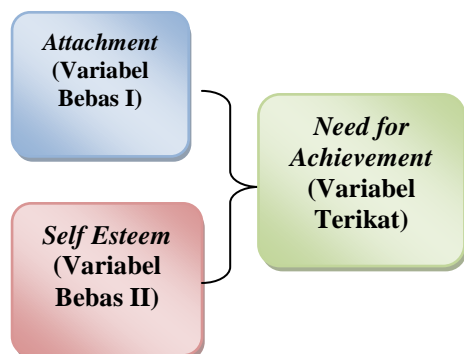 Attachment
(Variabel
Bebas I)
Need for
Achievement
(Variabel
Terikat)
Self Esteem
(Variabel
Bebas II)